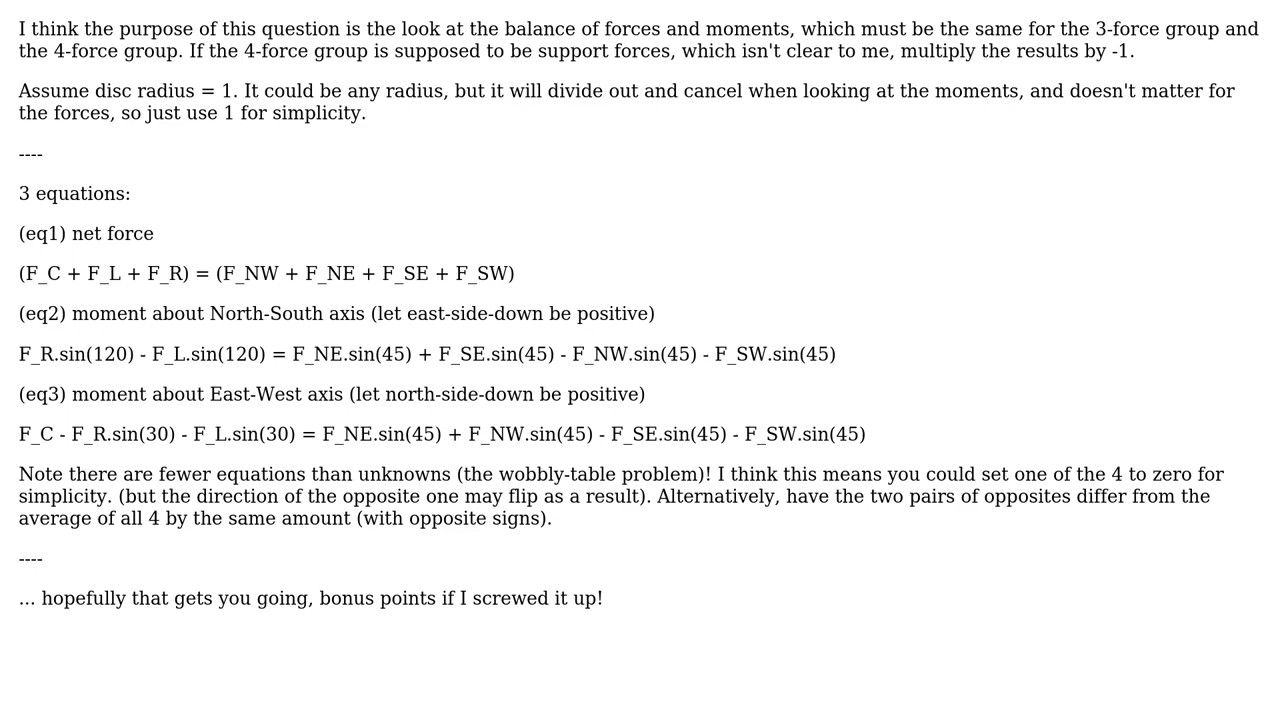 I think the purpose of this question is the look at the balance of forces and moments, which must be the same for the 3-force group and
the 4-force group. If the 4-force group is supposed to be support forces, which isn't clear to me, multiply the results by -1.
Assume disc radius = 1. It could be any radius, but it will divide out and cancel when looking at the moments, and doesn't matter for
the forces, so just use 1 for simplicity.
----
3 equations:
(eq1) net force
(F_C + F_L + F_R) = (F_NW + F_NE + F_SE + F_SW)
(eq2) moment about North-South axis (let east-side-down be positive)
F_R.sin(120) - F_L.sin(120) = F_NE.sin(45) + F_SE.sin(45) - F_NW.sin(45) - F_SW.sin(45)
(eq3) moment about East-West axis (let north-side-down be positive)
F_C - F_R.sin(30) - F_L.sin(30) = F_NE.sin(45) + F_NW.sin(45) - F_SE.sin(45) - F_SW.sin(45)
Note there are fewer equations than unknowns (the wobbly-table problem)! I think this means you could set one of the 4 to zero for
simplicity. (but the direction of the opposite one may flip as a result). Alternatively, have the two pairs of opposites differ from the
average of all 4 by the same amount (with opposite signs).
----
... hopefully that gets you going, bonus points if I screwed it up!